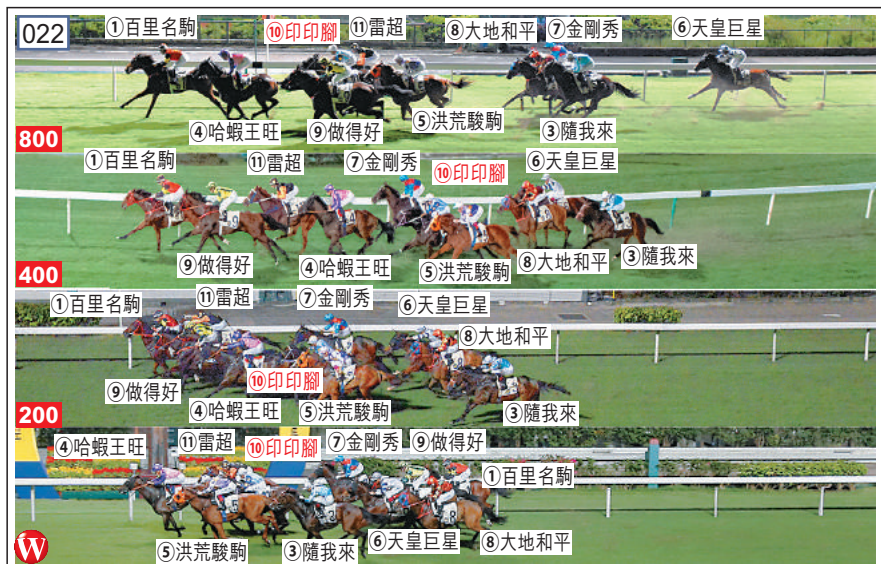 022
①百里名駒 ⑩印印腳 ⑪雷超 ⑧大地和平 ⑦金剛秀 ⑥天皇巨星
④哈蝦王旺 ⑨做得好 ⑤洪荒駿駒 ③隨我來
800
①百里名駒 ⑪雷超 ⑦金剛秀 ⑩印印腳 ⑥天皇巨星
⑨做得好 ④哈蝦王旺 ⑤洪荒駿駒 ⑧大地和平 ③隨我來
400
①百里名駒 ⑪雷超 ⑦金剛秀 ⑥天皇巨星 ⑧大地和平
⑨做得好 ④哈蝦王旺 ⑩印印腳 ⑤洪荒駿駒 ③隨我來
200
④哈蝦王旺 ⑪雷超 ⑩印印腳 ⑦金剛秀 ⑨做得好 ①百里名駒
⑤洪荒駿駒 ③隨我來 ⑥天皇巨星 ⑧大地和平
W